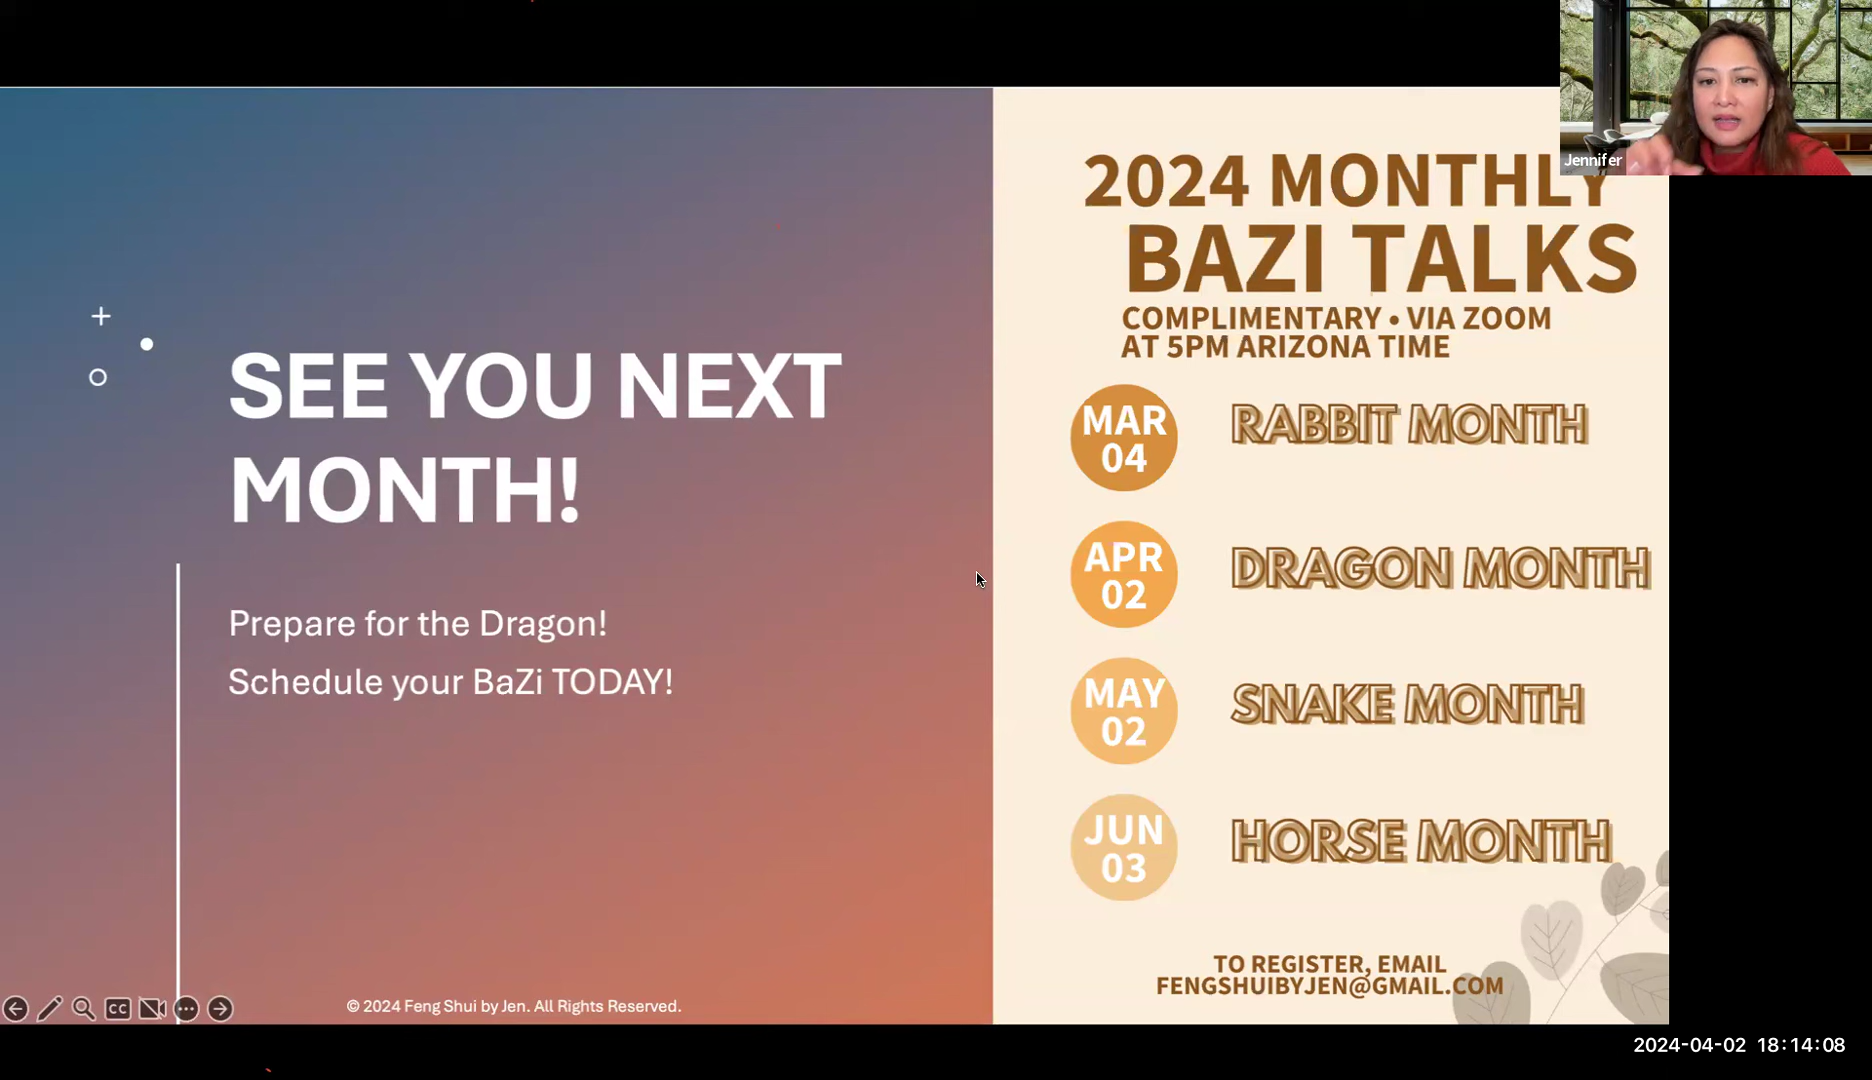 Jennifer
SEE YOU NEXT
MONTH!
Prepare for the Dragon!
Schedule your BaZi TODAY!
© 2024 Feng Shui by Jen. All Rights Reserved.
CC
2024 MONTHLY
BAZI TALKS
COMPLIMENTARY • VIA ZOOM
AT 5PM ARIZONA TIME
MAR
04
RABBIT MONTH
APR
02
DRAGON MONTH
MAY
02
SNAKE MONTH
JUN
03
HORSE MONTH
TO REGISTER, EMAIL
FENGSHUIBYJEN@GMAIL.COM
2024-04-02 18:14:08